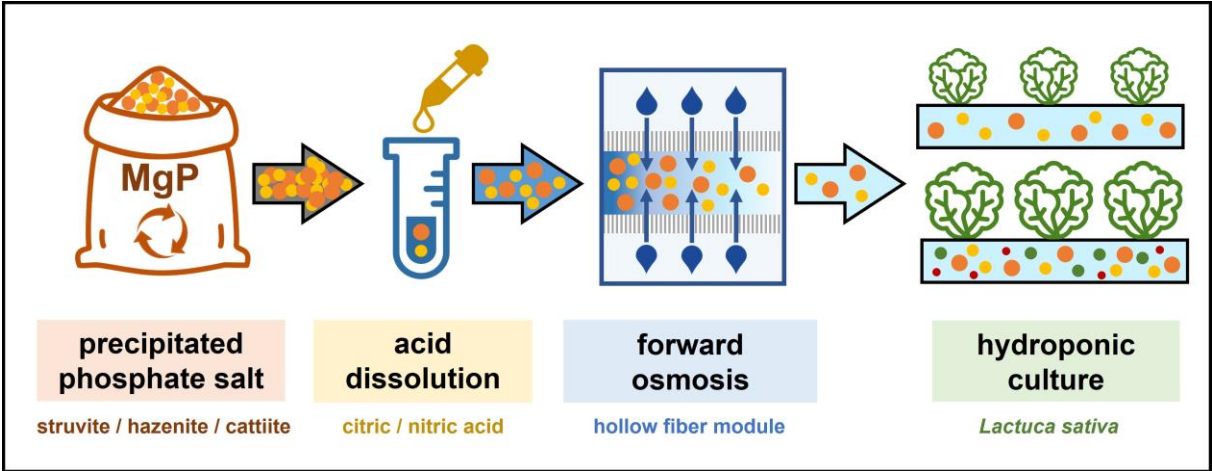 MgP
precipitated
phosphate salt
struvite / hazenite / cattiite
acid
dissolution
citric / nitric acid
forward
osmosis
hollow fiber module
hydroponic
culture
Lactuca sativa